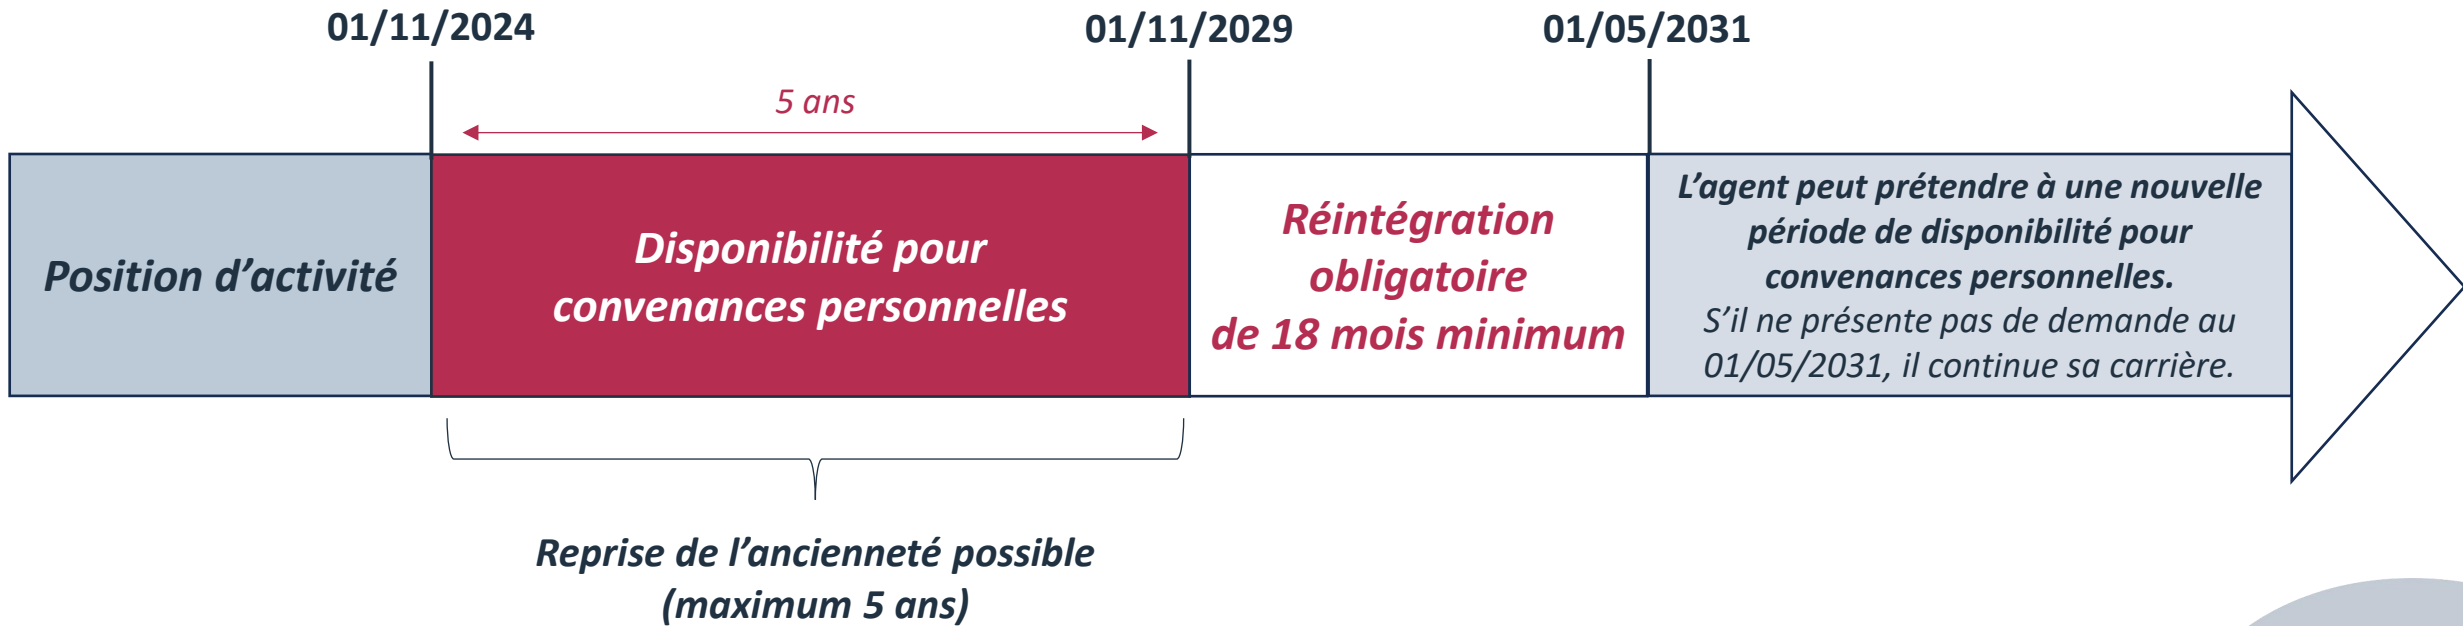 01/11/2024
01/11/2029
01/05/2031
5 ans
Position d’activité
Disponibilité pour
convenances personnelles
Réintégration
obligatoire
de 18 mois minimum
L’agent peut prétendre à une nouvelle
période de disponibilité pour
convenances personnelles.
S’il ne présente pas de demande au
01/05/2031, il continue sa carrière.
Reprise de l’ancienneté possible
(maximum 5 ans)